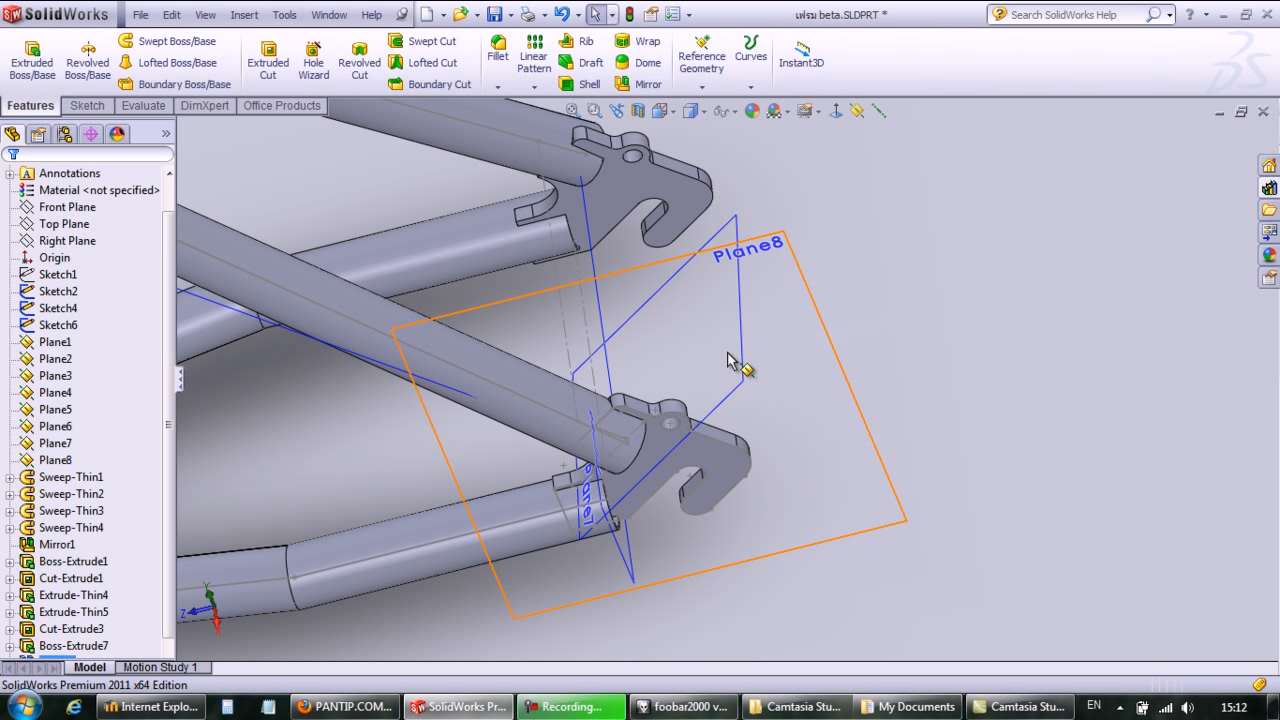 SolidWorks File Edit View Insert Tools Window Help เฟรม beta.SLDPRT * Search SolidWorks Help
Extruded Boss/Base
Revolved Boss/Base
Swept Boss/Base
Lofted Boss/Base
Boundary Boss/Base
Extruded Cut
Hole Wizard
Revolved Cut
Swept Cut
Lofted Cut
Boundary Cut
Fillet
Linear Pattern
Rib
Draft
Shell
Wrap
Dome
Mirror
Reference Geometry
Curves
Instant3D
Features Sketch Evaluate DimXpert Office Products
Annotations
Material <not specified>
Front Plane
Top Plane
Right Plane
Origin
Sketch1
Sketch2
Sketch4
Sketch6
Plane1
Plane2
Plane3
Plane4
Plane5
Plane6
Plane7
Plane8
Sweep-Thin1
Sweep-Thin2
Sweep-Thin3
Sweep-Thin4
Mirror1
Boss-Extrude1
Cut-Extrude1
Extrude-Thin4
Extrude-Thin5
Cut-Extrude3
Boss-Extrude7
Plane8
Y
Z
X
Model Motion Study 1
SolidWorks Premium 2011 x64 Edition
Internet Explo... PANTIP.COM... SolidWorks Pr... Recording... foobar2000 v... Camtasia Stu... My Documents Camtasia Stu... EN 15:12